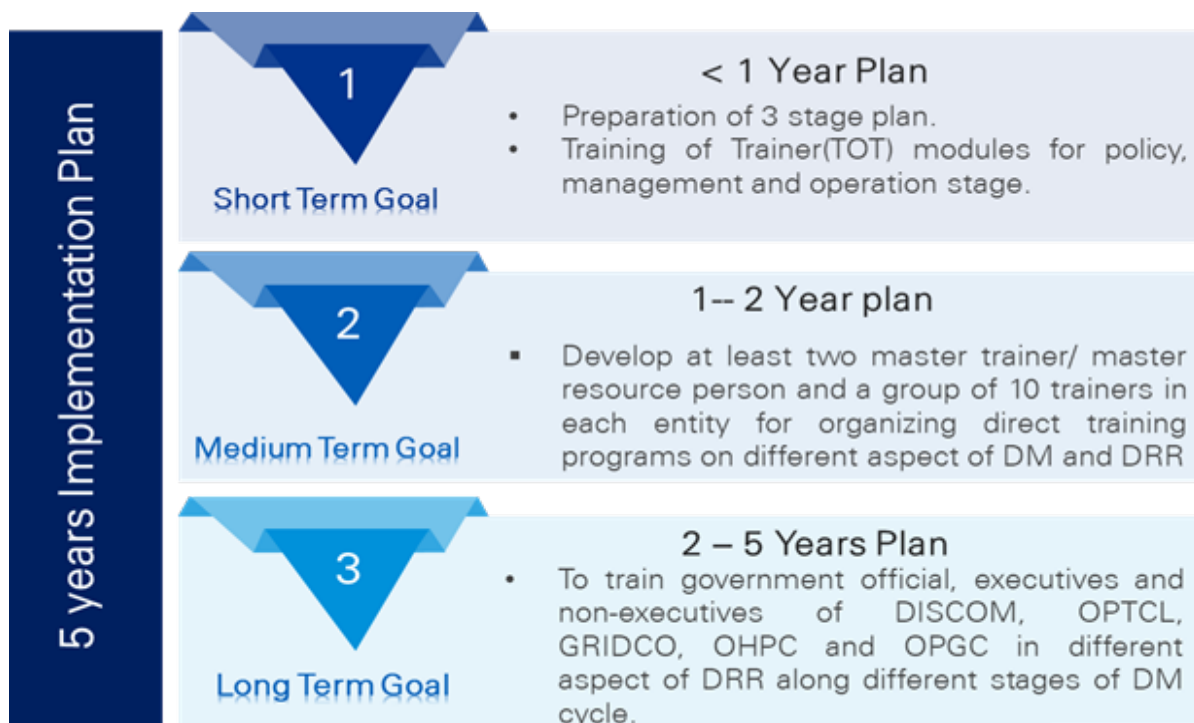 5 years Implementation Plan
1
Short Term Goal
< 1 Year Plan
• Preparation of 3 stage plan.
• Training of Trainer(TOT) modules for policy,
management and operation stage.
2
Medium Term Goal
1-- 2 Year plan
▪ Develop at least two master trainer/ master
resource person and a group of 10 trainers in
each entity for organizing direct training
programs on different aspect of DM and DRR
3
Long Term Goal
2 – 5 Years Plan
• To train government official, executives and
non-executives of DISCOM, OPTCL,
GRIDCO, OHPC and OPGC in different
aspect of DRR along different stages of DM
cycle.